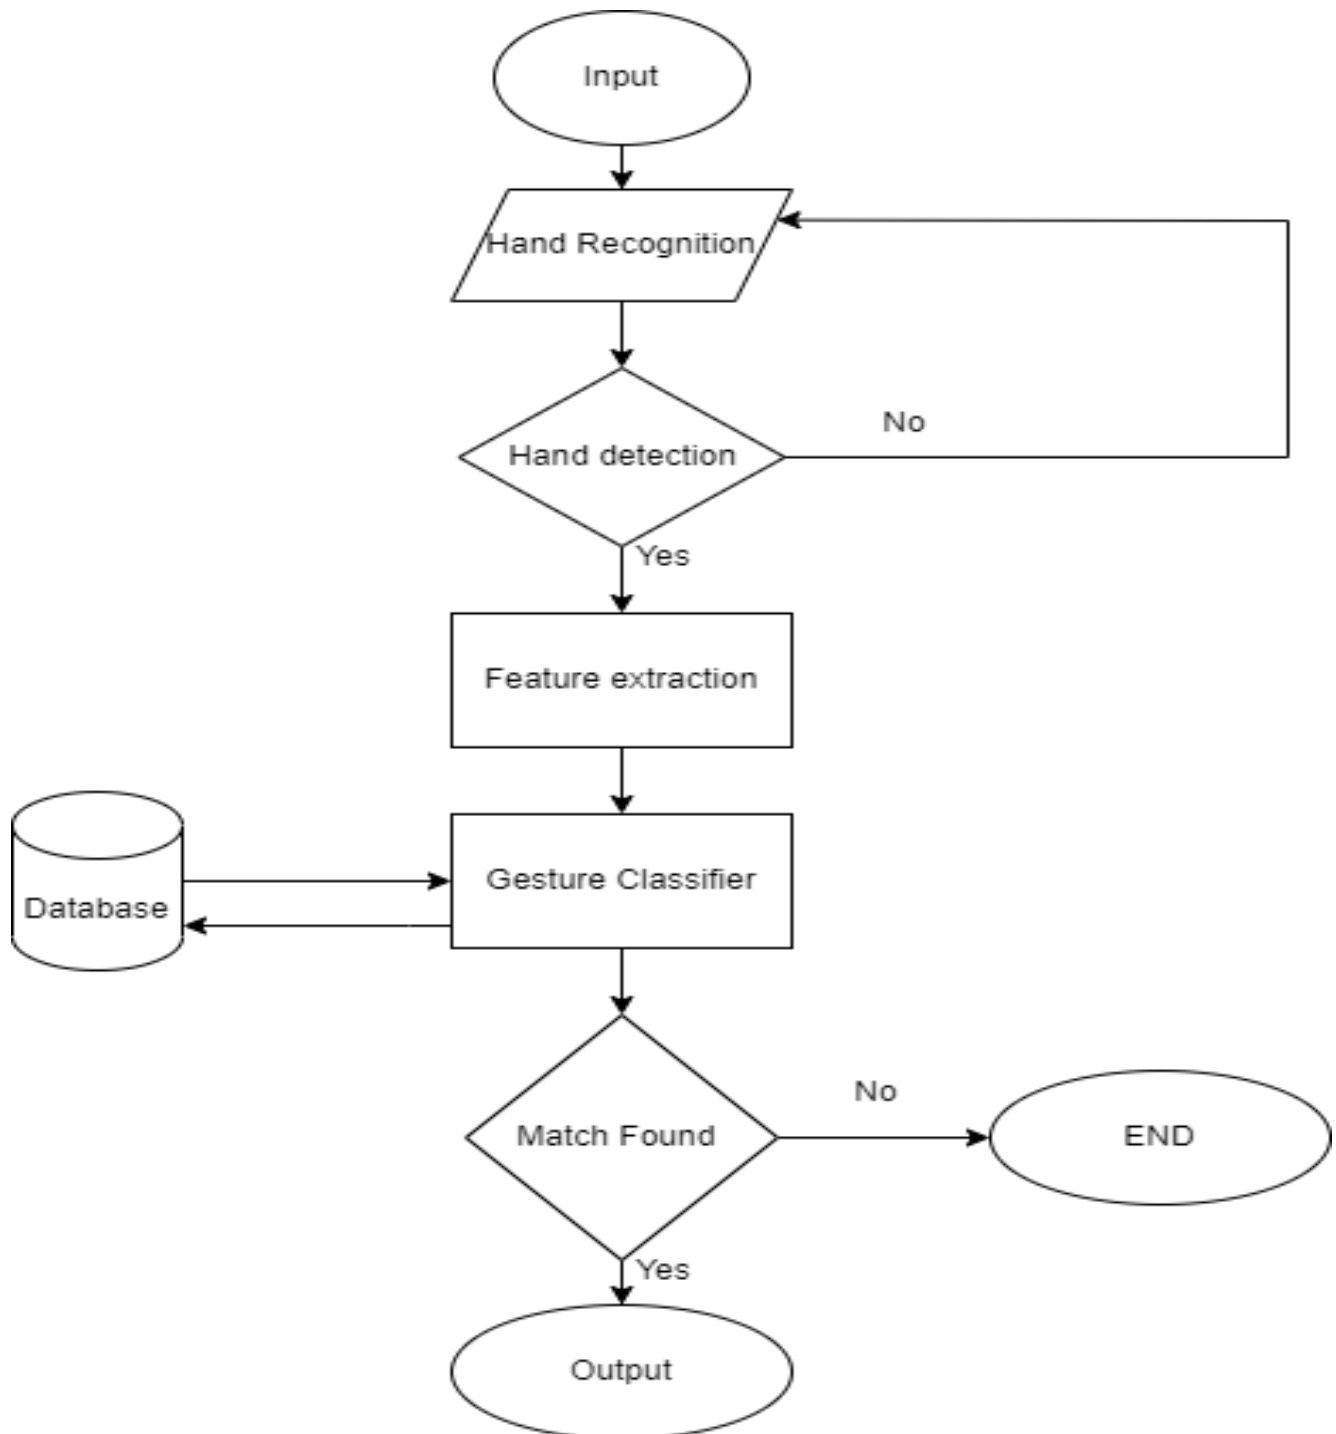 Input
Hand Recognition
No
Hand detection
Yes
Feature extraction
Gesture Classifier
Database
No
Match Found
END
Yes
Output